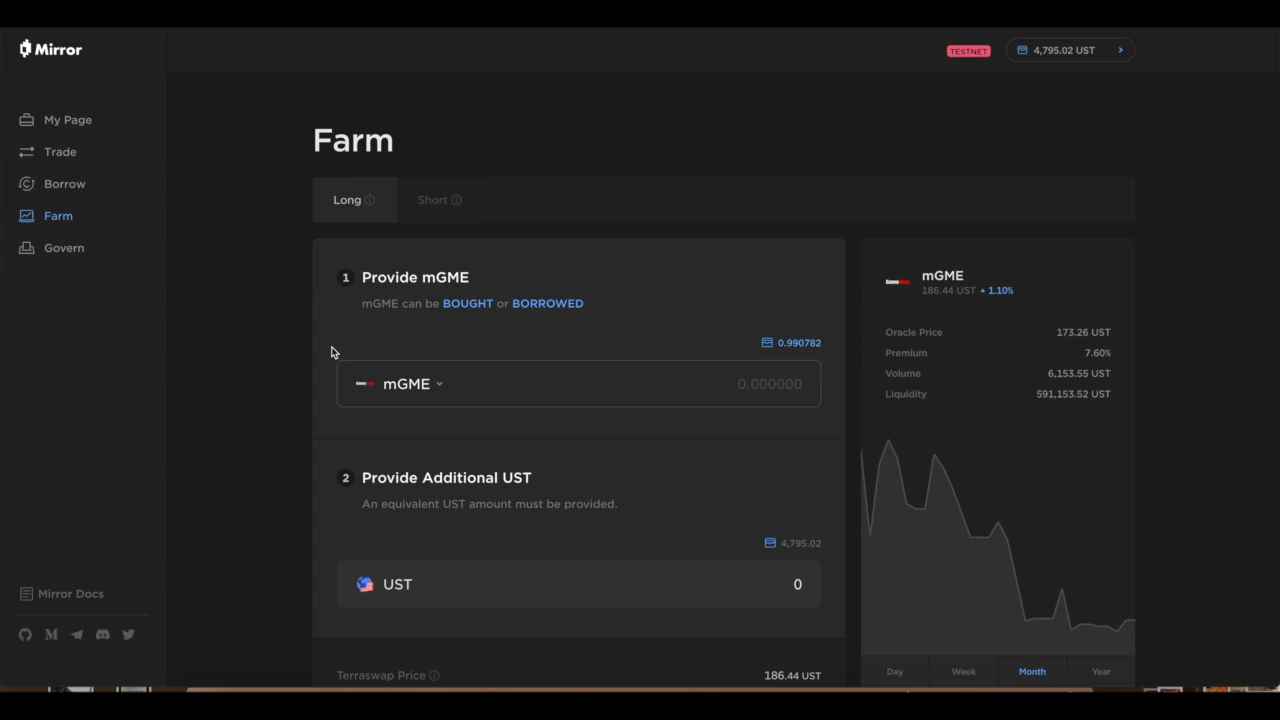 Mirror
TESTNET
4,795.02 UST
My Page
Trade
Borrow
Farm
Govern
Mirror Docs
Farm
Long
Short
1 Provide mGME
mGME can be BOUGHT or BORROWED
0.990782
mGME
0.000000
2 Provide Additional UST
An equivalent UST amount must be provided.
4,795.02
UST
0
Terraswap Price
186.44 UST
mGME
186.44 UST 1.10%
Oracle Price 173.26 UST
Premium 7.60%
Volume 6,153.55 UST
Liquidity 591,153.52 UST
Day Week Month Year